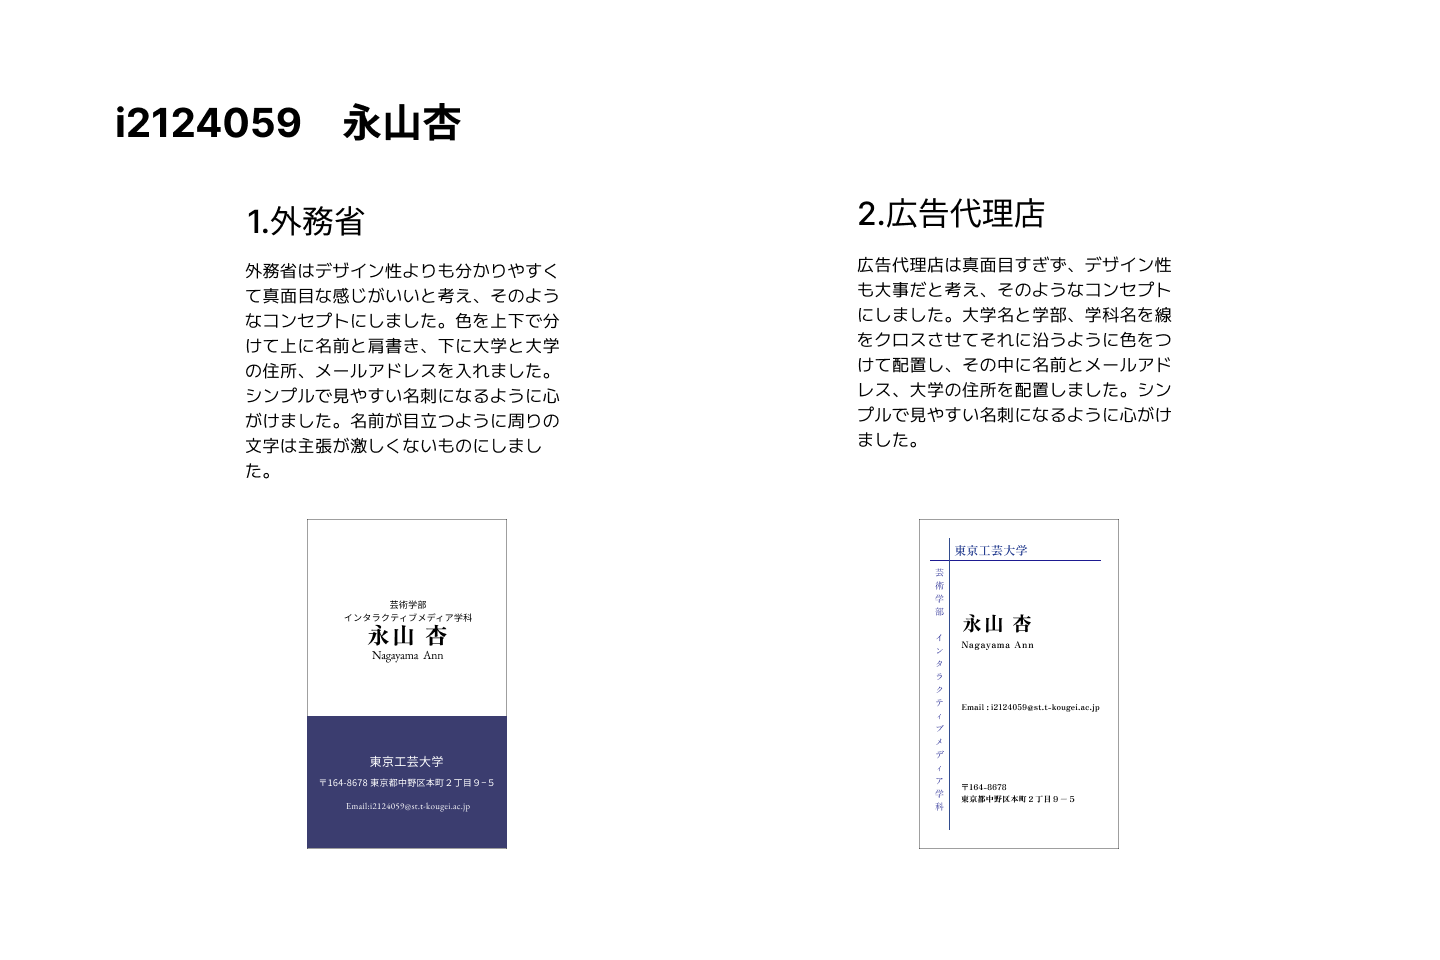 i2124059　永山杏
1.外務省
外務省はデザイン性よりも分かりやすく
て真面目な感じがいいと考え、そのよう
なコンセプトにしました。色を上下で分
けて上に名前と肩書き、下に大学と大学
の住所、メールアドレスを入れました。
シンプルで見やすい名刺になるように心
がけました。名前が目立つように周りの
文字は主張が激しくないものにしまし
た。
芸術学部
インタラクティブメディア学科
永山 杏
Nagayama Ann
東京工芸大学
〒164-8678 東京都中野区本町２丁目９−５
Email:i2124059@st.t-kougei.ac.jp
2.広告代理店
広告代理店は真面目すぎず、デザイン性
も大事だと考え、そのようなコンセプト
にしました。大学名と学部、学科名を線
をクロスさせてそれに沿うように色をつ
けて配置し、その中に名前とメールアド
レス、大学の住所を配置しました。シン
プルで見やすい名刺になるように心がけ
ました。
東京工芸大学
芸術学部　インタラクティブメディア学科
永山 杏
Nagayama Ann
Email : i2124059@st.t-kougei.ac.jp
〒164-8678
東京都中野区本町２丁目９−５